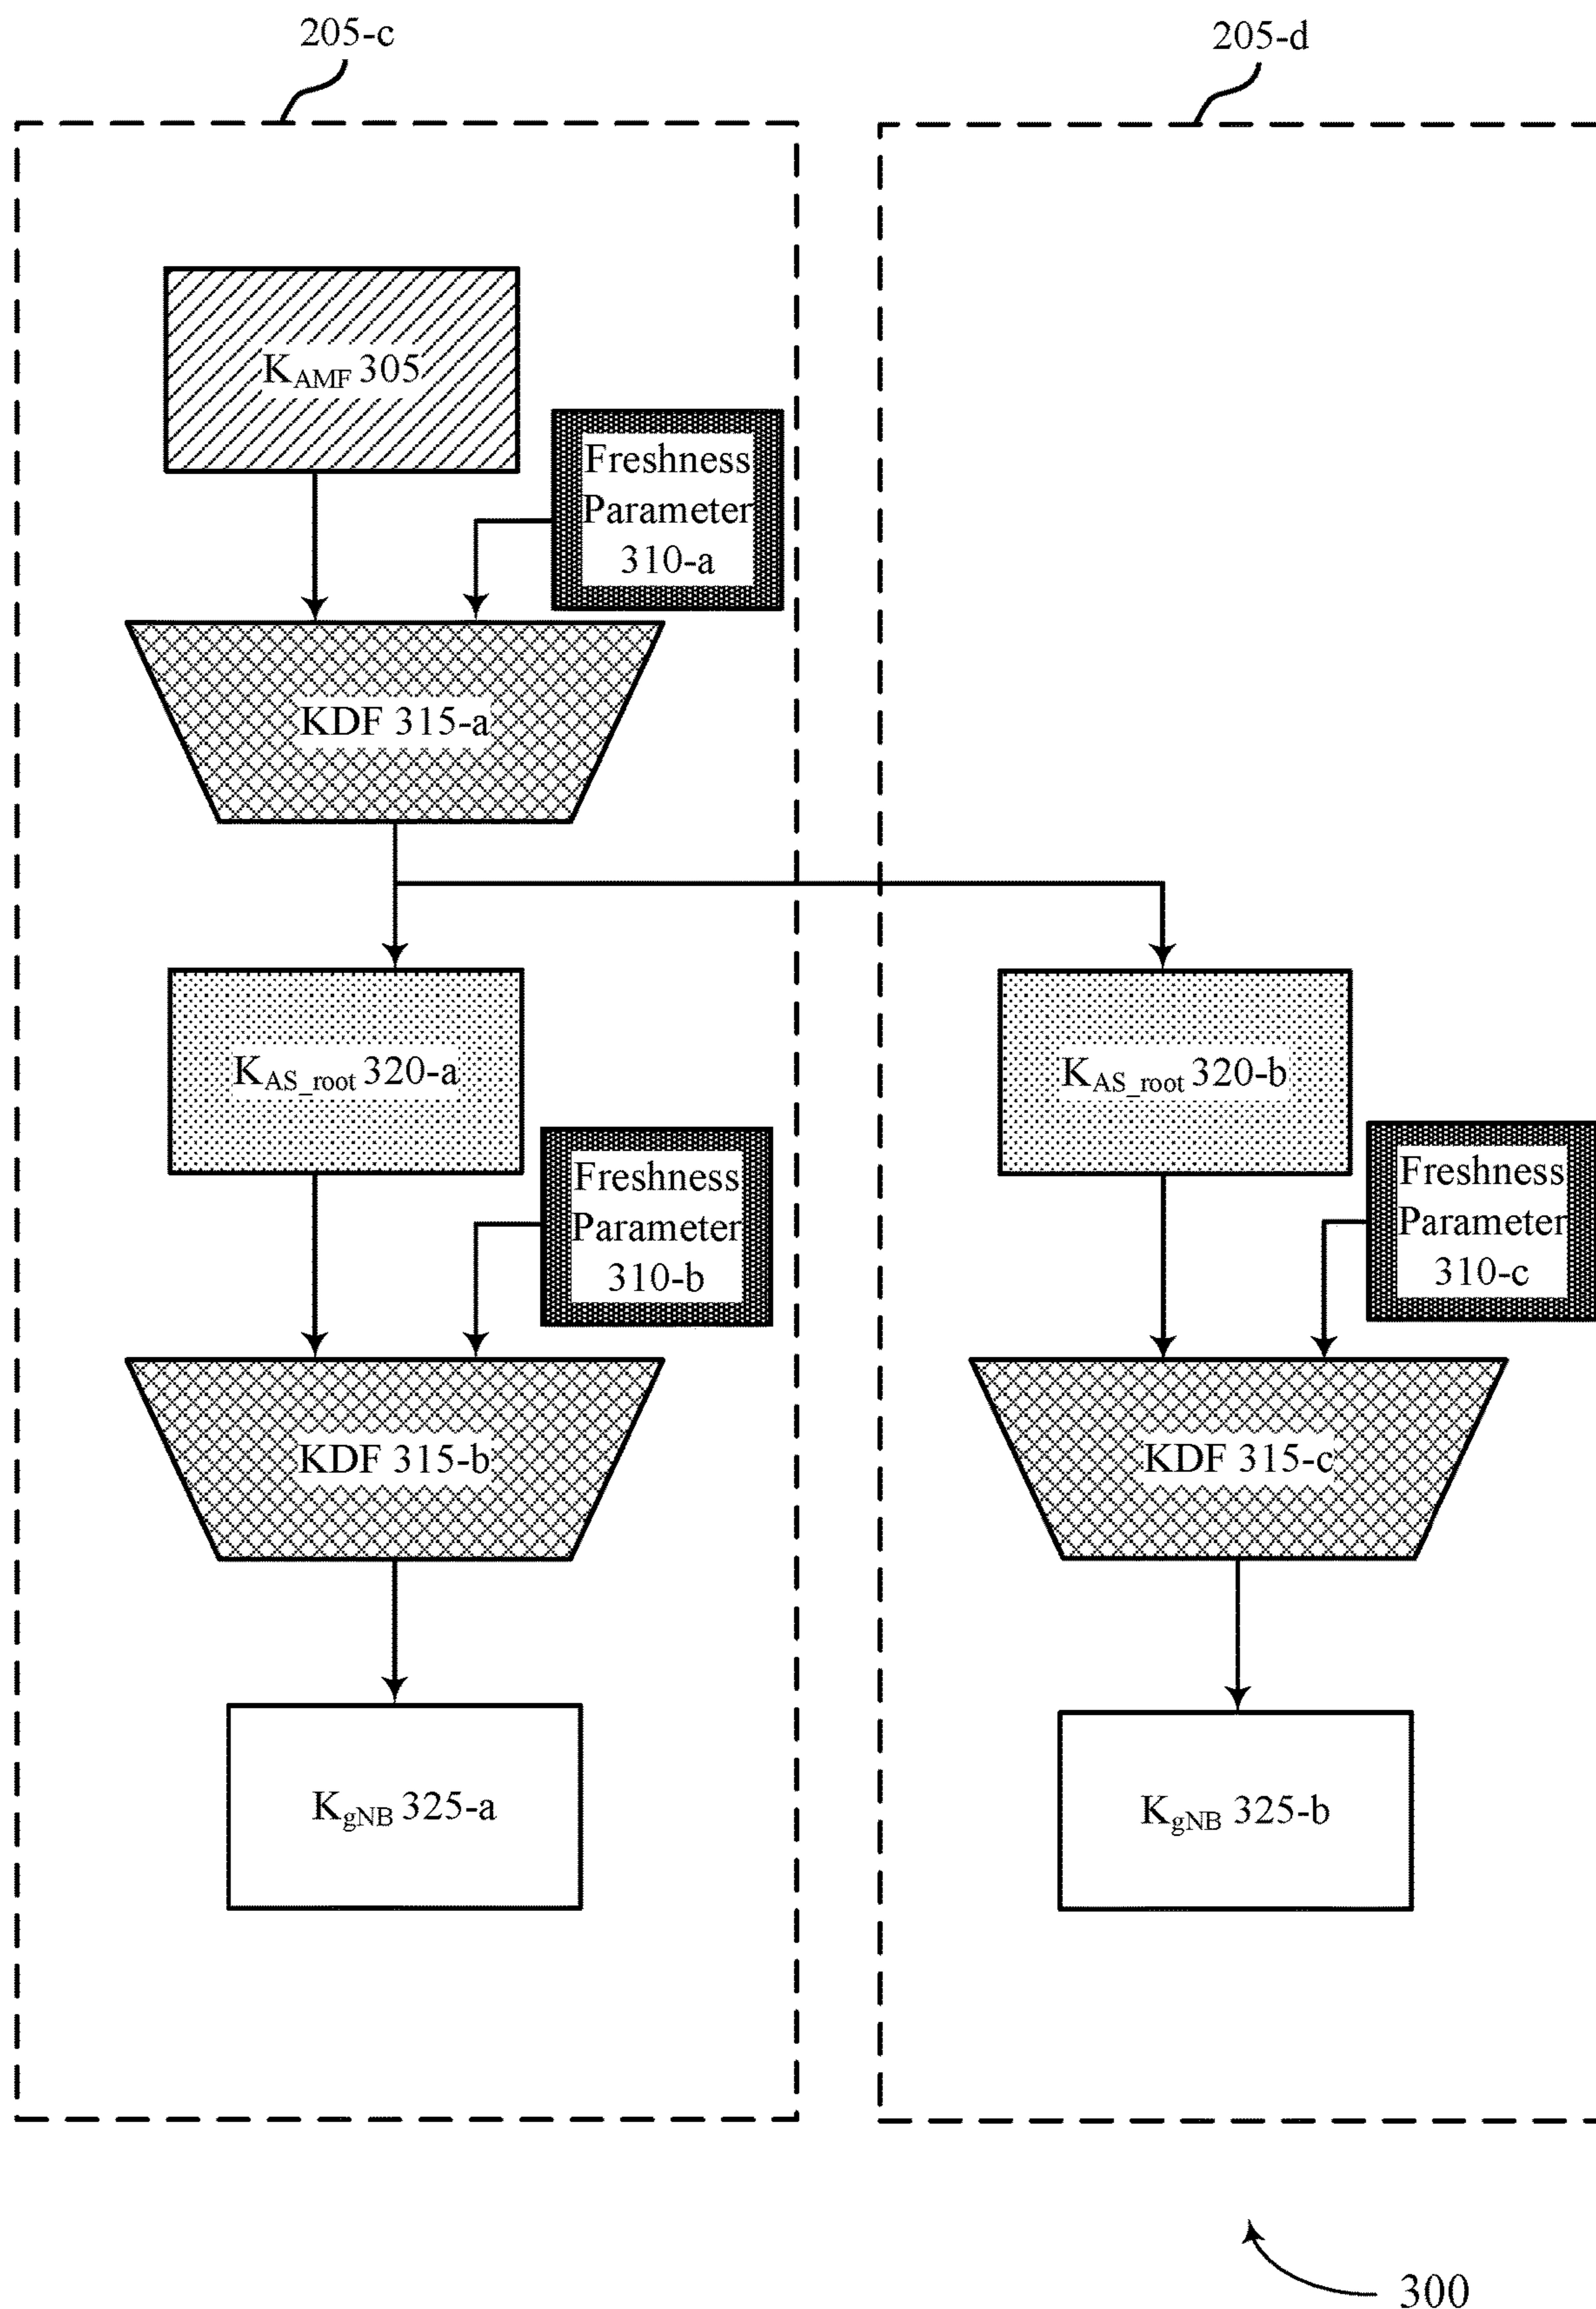 205-c
205-d
KAMF 305
Freshness
Parameter
310-a
KDF 315-a
KAS_root 320-a
KAS_root 320-b
Freshness
Parameter
310-b
Freshness
Parameter
310-c
KDF 315-b
KDF 315-c
KgNB 325-a
KgNB 325-b
300